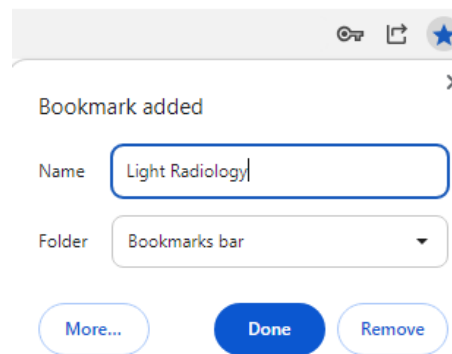 Bookmark added
Name Light Radiology
Folder Bookmarks bar
More... Done Remove